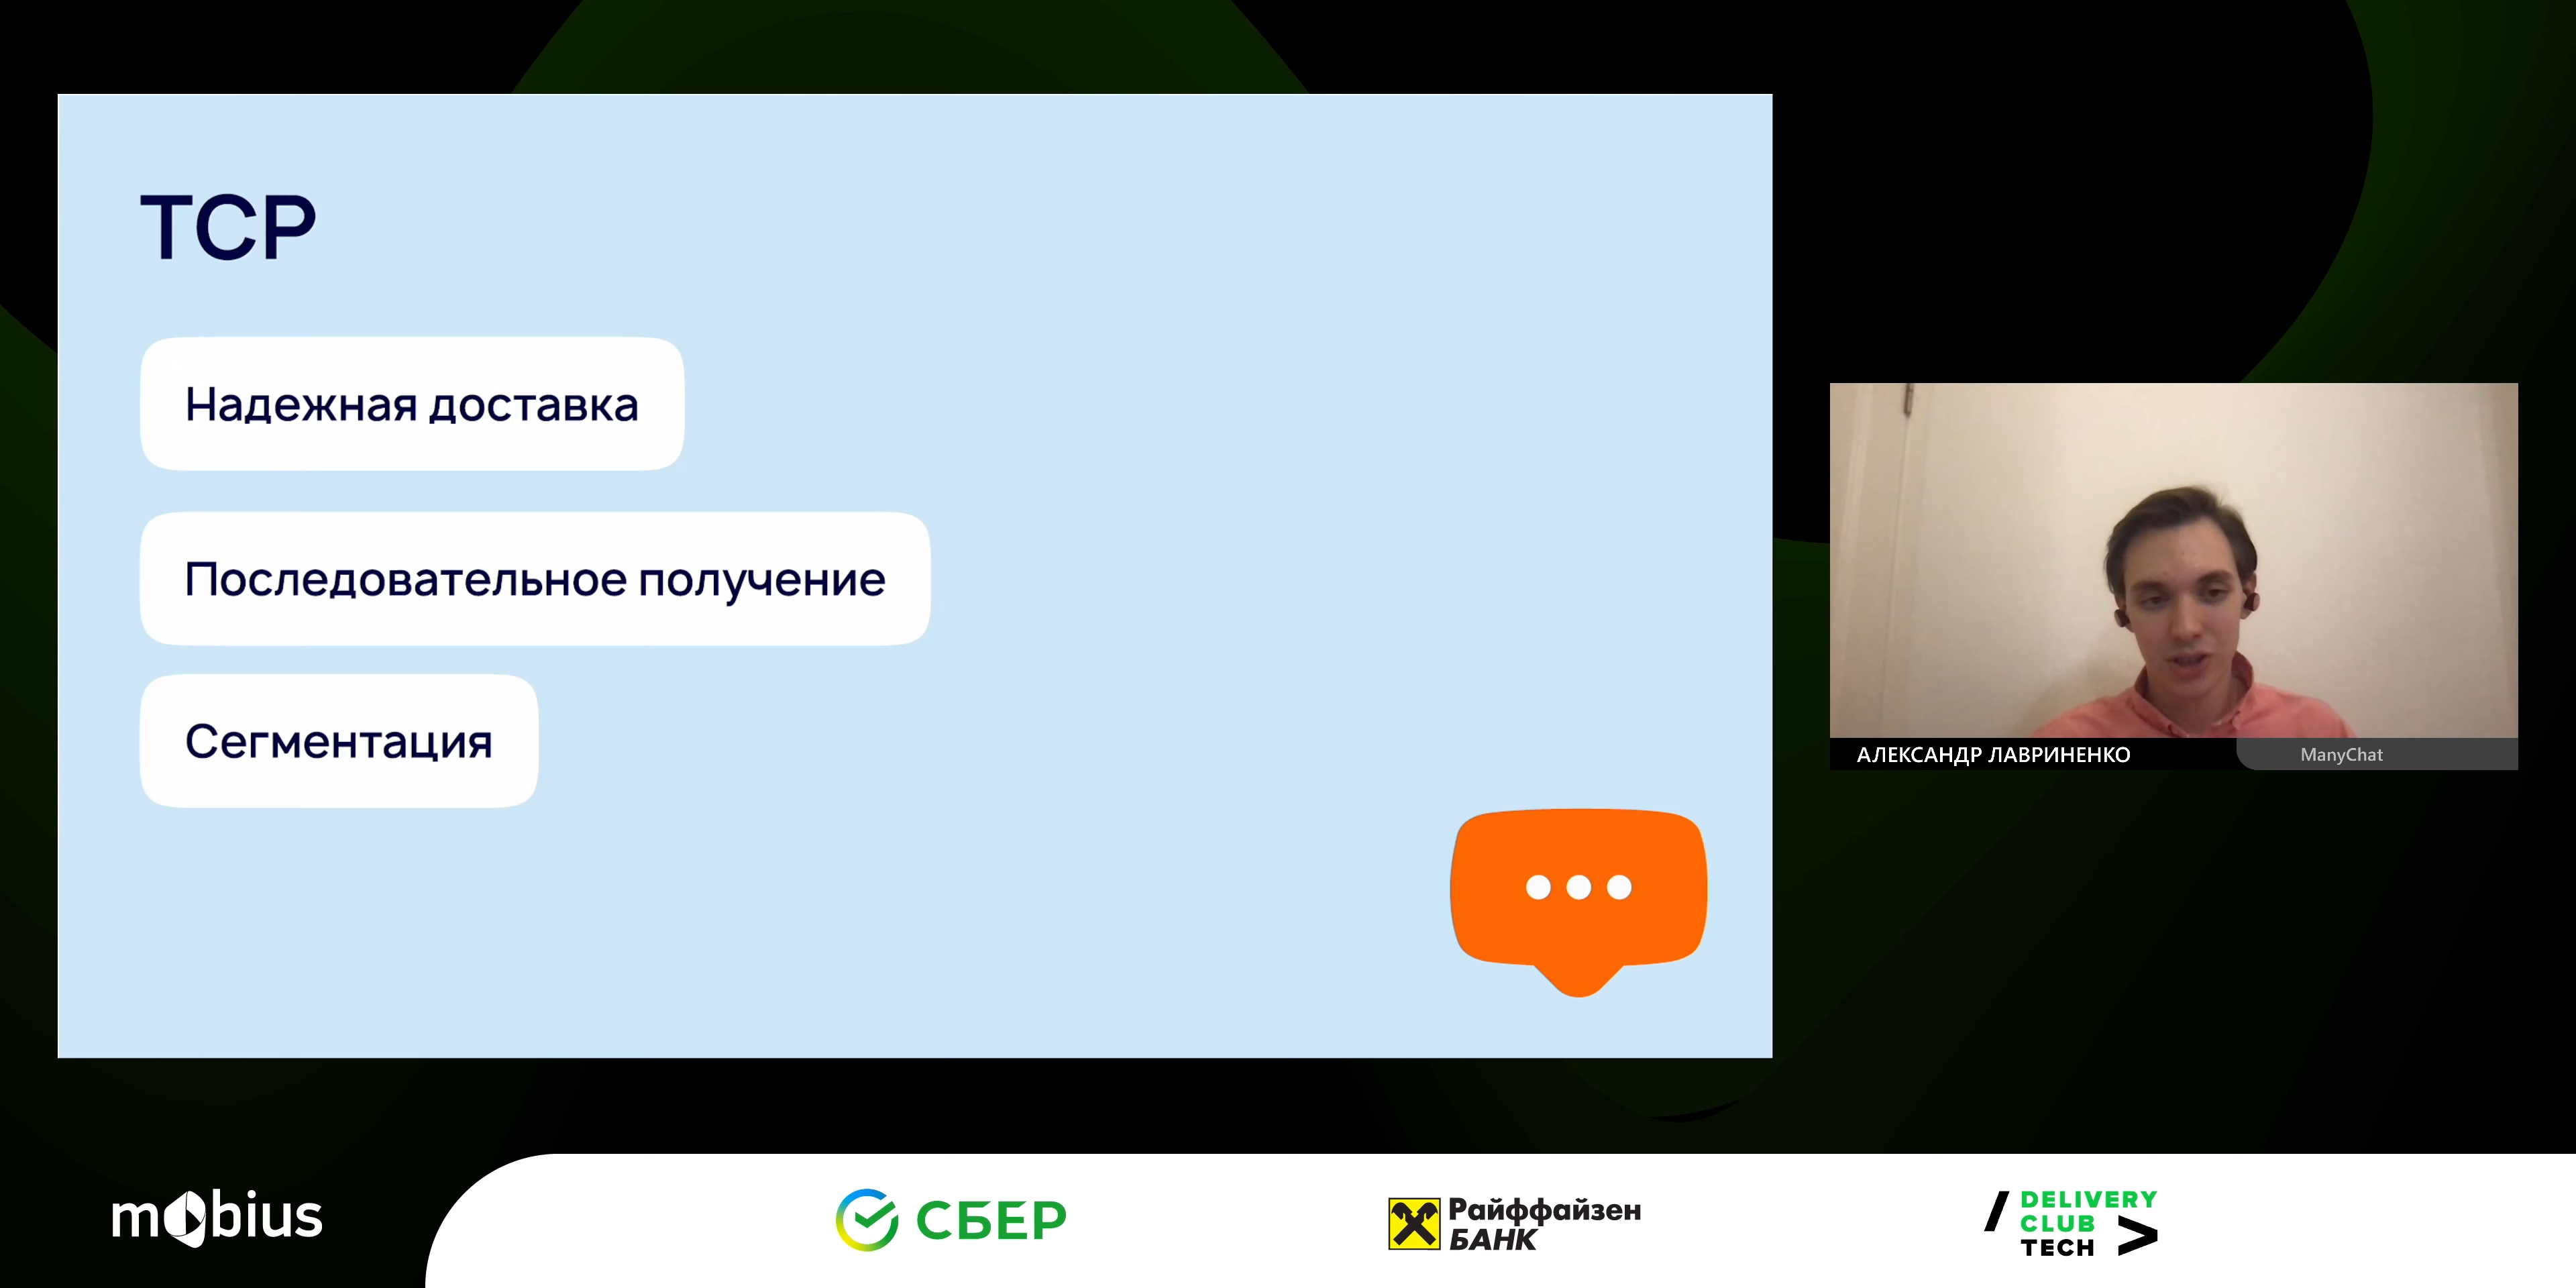 TCP
Надежная доставка
Последовательное получение
Сегментация
АЛЕКСАНДР ЛАВРИНЕНКО
ManyChat
mobius
СБЕР
Райффайзен
БАНК
DELIVERY
CLUB
TECH